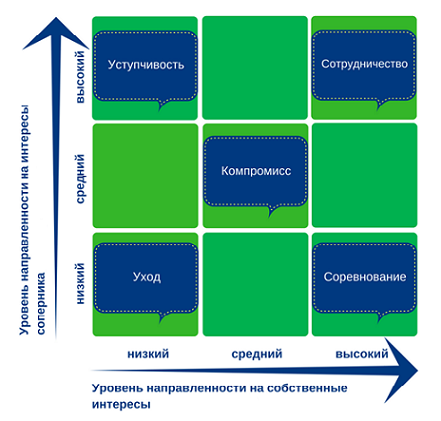 Уровень направленности на интересы
соперника
высокий
средний
низкий
Уступчивость
Сотрудничество
Компромисс
Уход
Соревнование
низкий
средний
высокий
Уровень направленности на собственные
интересы